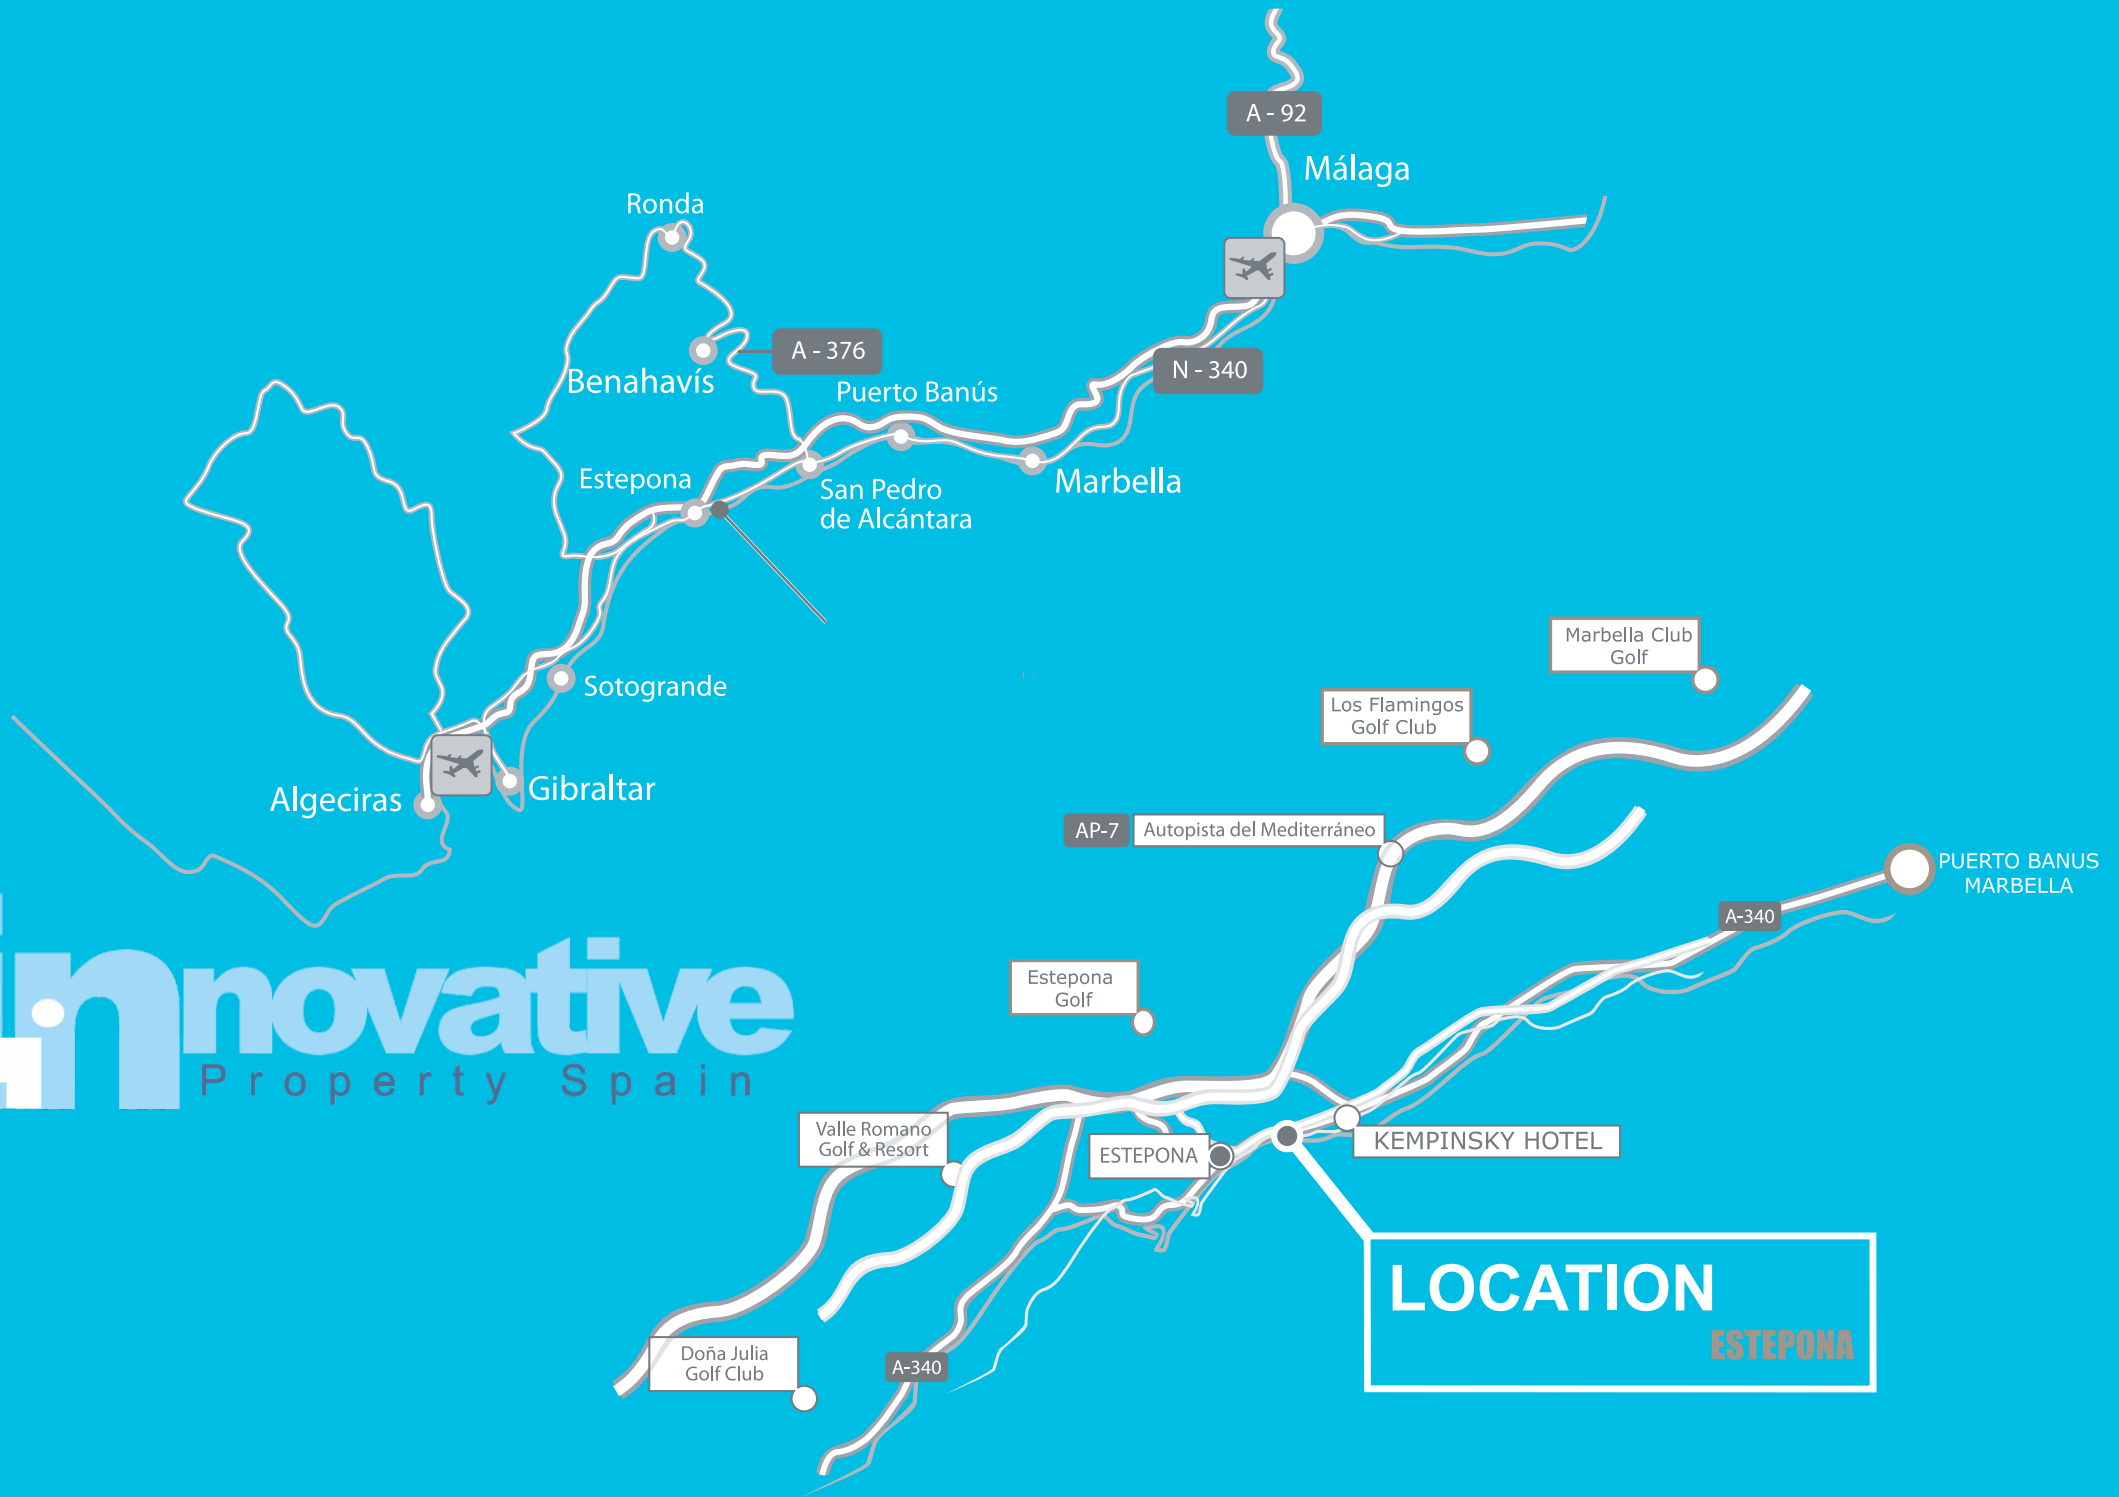 A - 92
Málaga
Ronda
A - 376
Benahavís
N - 340
Puerto Banús
Estepona
San Pedro
de Alcántara
Marbella
Sotogrande
Algeciras
Gibraltar
Marbella Club
Golf
Los Flamingos
Golf Club
AP-7
Autopista del Mediterráneo
PUERTO BANUS
MARBELLA
A-340
Estepona
Golf
innovative
Property Spain
Valle Romano
Golf & Resort
ESTEPONA
KEMPINSKY HOTEL
LOCATION
ESTEPONA
Doña Julia
Golf Club
A-340